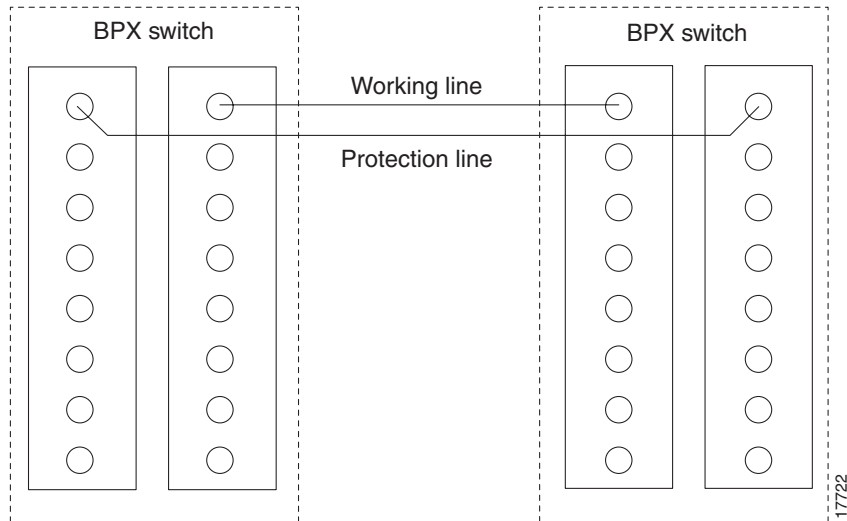 BPX switch
BPX switch
Working line
Protection line
17722